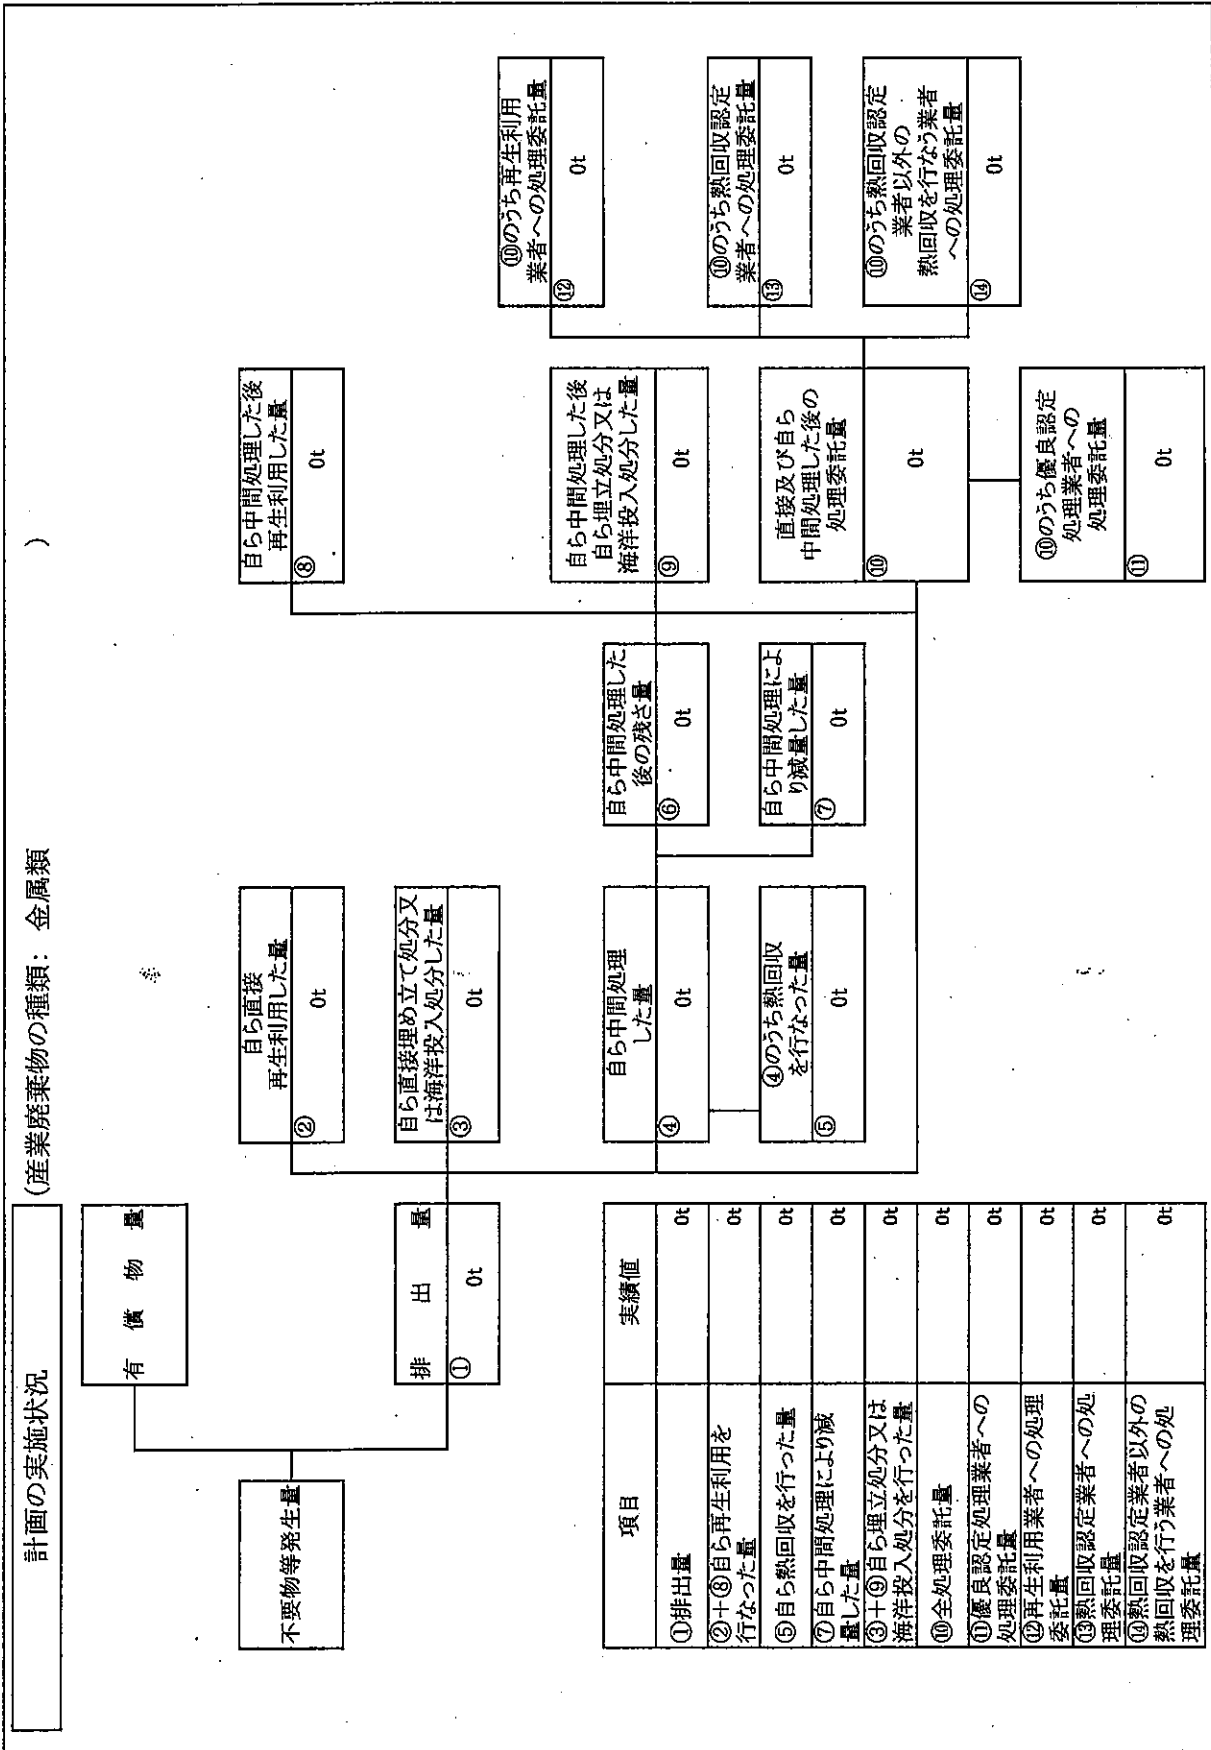 計画の実施状況
(産業廃棄物の種類: 金属類
)
不要物等発生量
有償物量
排出量
①
0t
自ら直接
再生利用した量
②
0t
自ら直接埋め立て処分又
は海洋投入処分した量
③
0t
自ら中間処理
した量
④
0t
④のうち熱回収
を行なった量
⑤
0t
自ら中間処理した
後の残さ量
⑥
0t
自ら中間処理によ
り減量した量
⑦
0t
自ら中間処理した後
再生利用した量
⑧
0t
自ら中間処理した後
自ら埋立処分又は
海洋投入処分した量
⑨
0t
直接及び自ら
中間処理した後の
処理委託量
⑩
0t
⑩のうち優良認定
処理業者への
処理委託量
⑪
0t
⑩のうち再生利用
業者への処理委託量
⑫
0t
⑩のうち熱回収認定
業者への処理委託量
⑬
0t
⑩のうち熱回収認定
業者以外の
熱回収を行なう業者
への処理委託量
⑭
0t
項目
実績値
①排出量
0t
②+⑧自ら再生利用を
行なった量
0t
⑤自ら熱回収を行った量
0t
⑦自ら中間処理により減
量した量
0t
③+⑨自ら埋立処分又は
海洋投入処分を行った量
0t
⑩全処理委託量
0t
⑪優良認定処理業者への
処理委託量
0t
⑫再生利用業者への処理
委託量
0t
⑬熱回収認定業者への処
理委託量
0t
⑭熱回収認定業者以外の
熱回収を行う業者への処
理委託量
0t